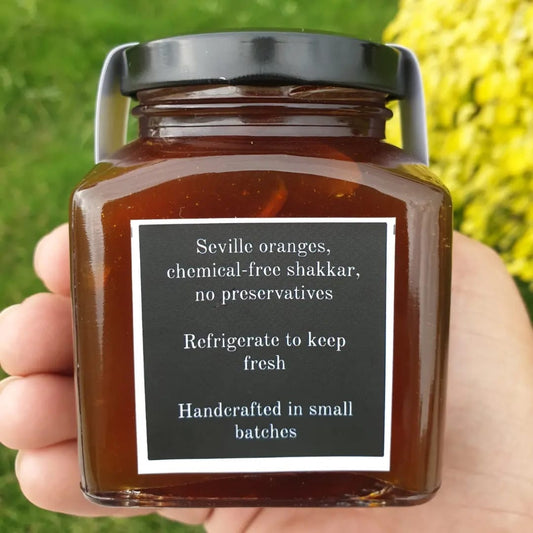 Seville oranges,
chemical-free shakkar,
no preservatives
Refrigerate to keep
fresh
Handcrafted in small
batches